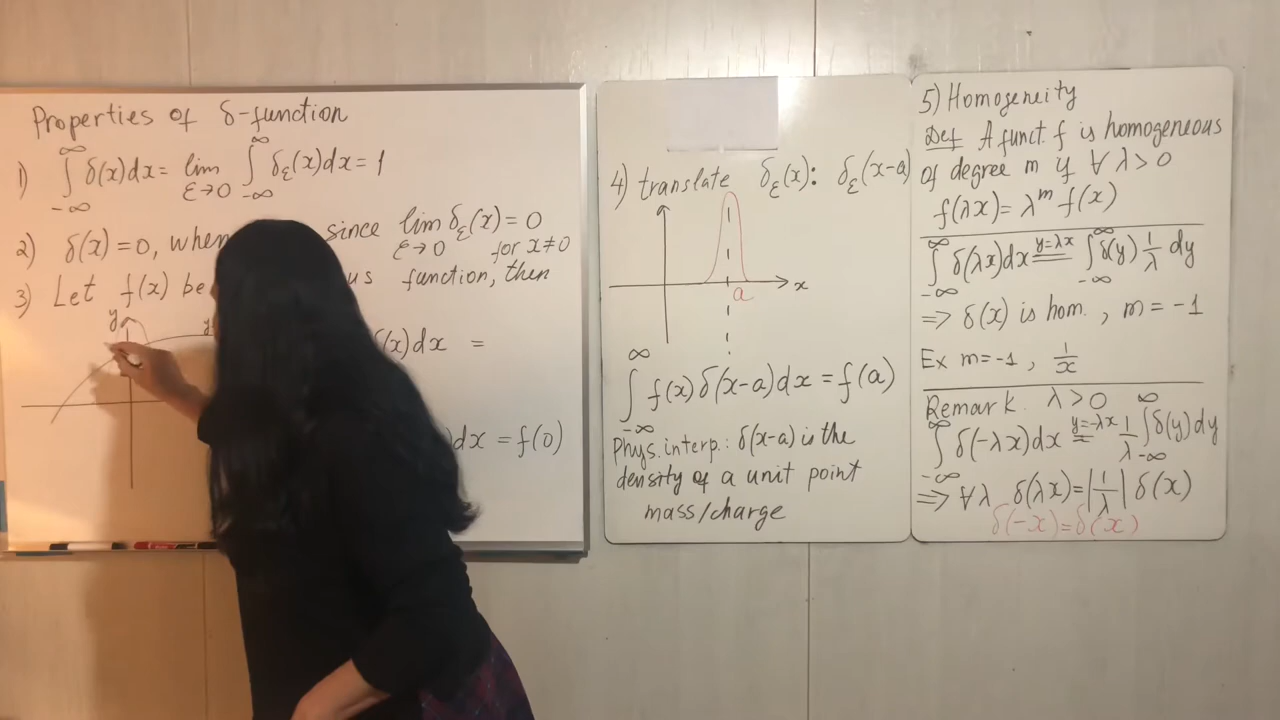 Properties of δ-function
1) ∫_{-∞}^{∞} δ(x)dx = lim_{ε→0} ∫_{-∞}^{∞} δ_ε(x)dx = 1
2) δ(x) = 0, when since lim_{ε→0} δ_ε(x) = 0
for x≠0
3) Let f(x) be function, then
y
y
(x)dx =
dx = f(0)
4) translate δ_ε(x): δ_ε(x-a)
x
a
∫_{-∞}^{∞} f(x) δ(x-a)dx = f(a)
Phys. interp.: δ(x-a) is the
density of a unit point
mass/charge
5) Homogeneity
Def A funct. f is homogeneous
of degree m if ∀ λ>0
f(λx) = λ^m f(x)
∫_{-∞}^{∞} δ(λx)dx =^{y=λx} ∫_{-∞}^{∞} δ(y) 1/λ dy
⇒ δ(x) is hom., m = -1
Ex m=-1, 1/x
Remark. λ>0
∫_{-∞}^{∞} δ(-λx)dx =^{y=-λx} 1/λ ∫_{-∞}^{∞} δ(y)dy
⇒ ∀λ δ(λx) = |1/λ| δ(x)
δ(-x) = δ(x)